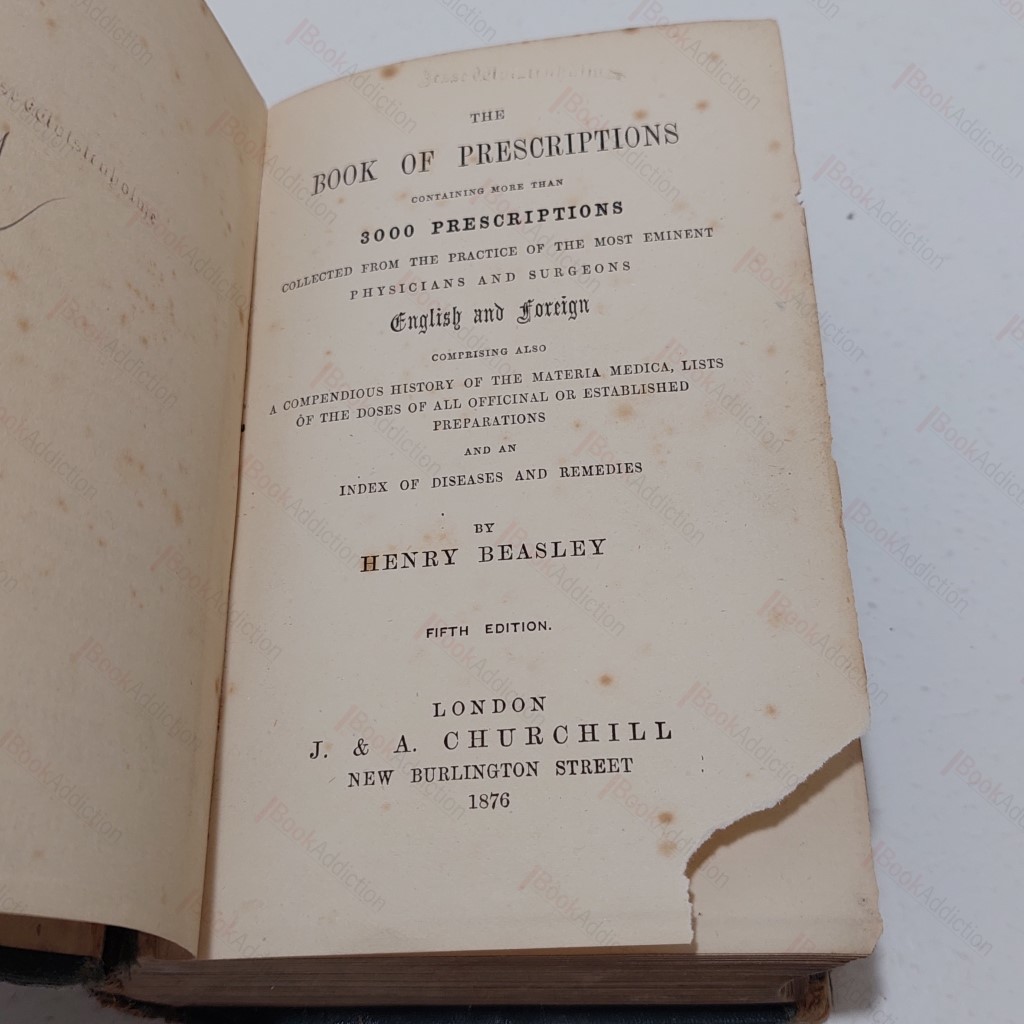 THE
BOOK OF PRESCRIPTIONS
CONTAINING MORE THAN
3000 PRESCRIPTIONS
COLLECTED FROM THE PRACTICE OF THE MOST EMINENT
PHYSICIANS AND SURGEONS
English and Foreign
COMPRISING ALSO
A COMPENDIOUS HISTORY OF THE MATERIA MEDICA, LISTS
OF THE DOSES OF ALL OFFICINAL OR ESTABLISHED
PREPARATIONS
AND AN
INDEX OF DISEASES AND REMEDIES
BY
HENRY BEASLEY
FIFTH EDITION.
LONDON
J. & A. CHURCHILL
NEW BURLINGTON STREET
1876
BookAddiction